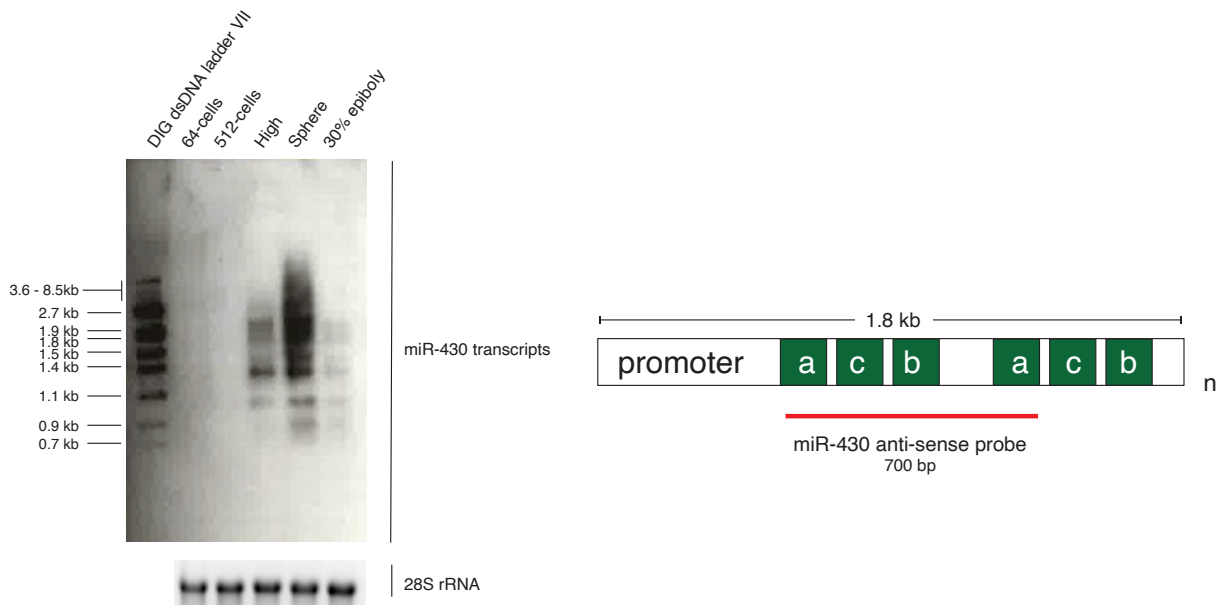 DIG dsDNA ladder VII
64-cells
512-cells
High
Sphere
30% epiboly
3.6 - 8.5kb
2.7 kb
1.9 kb
1.8 kb
1.5 kb
1.4 kb
1.1 kb
0.9 kb
0.7 kb
miR-430 transcripts
28S rRNA
1.8 kb
promoter a c b a c b
n
miR-430 anti-sense probe
700 bp